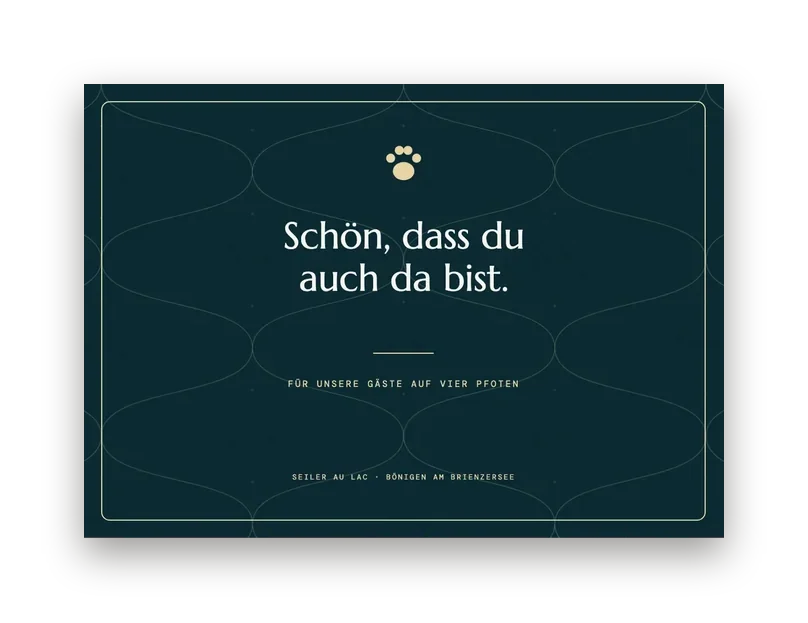 Schön, dass du
auch da bist.
FÜR UNSERE GÄSTE AUF VIER PFOTEN
SEILER AU LAC · BÖNIGEN AM BRIENZERSEE